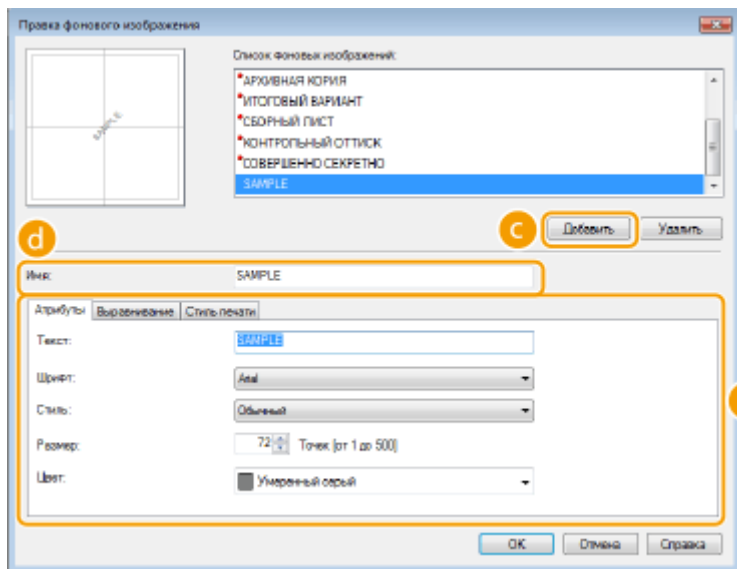 Правка фонового изображения
Список фоновых изображений:
*АРХИВНАЯ КОРИЯ
*ИТОГОВЫЙ ВАРИАНТ
*СБОРНЫЙ ЛИСТ
*КОНТРОЛЬНЫЙ ОТТИСК
*СОВЕРШЕННО СЕКРЕТНО
SAMPLE
SAMPLE
c
Добавить
Удалить
d
Имя:
SAMPLE
Атрибуты
Выравнивание
Стиль печати
Текст:
SAMPLE
Шрифт:
Arial
Стиль:
Обычный
Размер:
72
Точек (от 1 до 500)
Цвет:
Умеренный серый
OK
Отмена
Справка